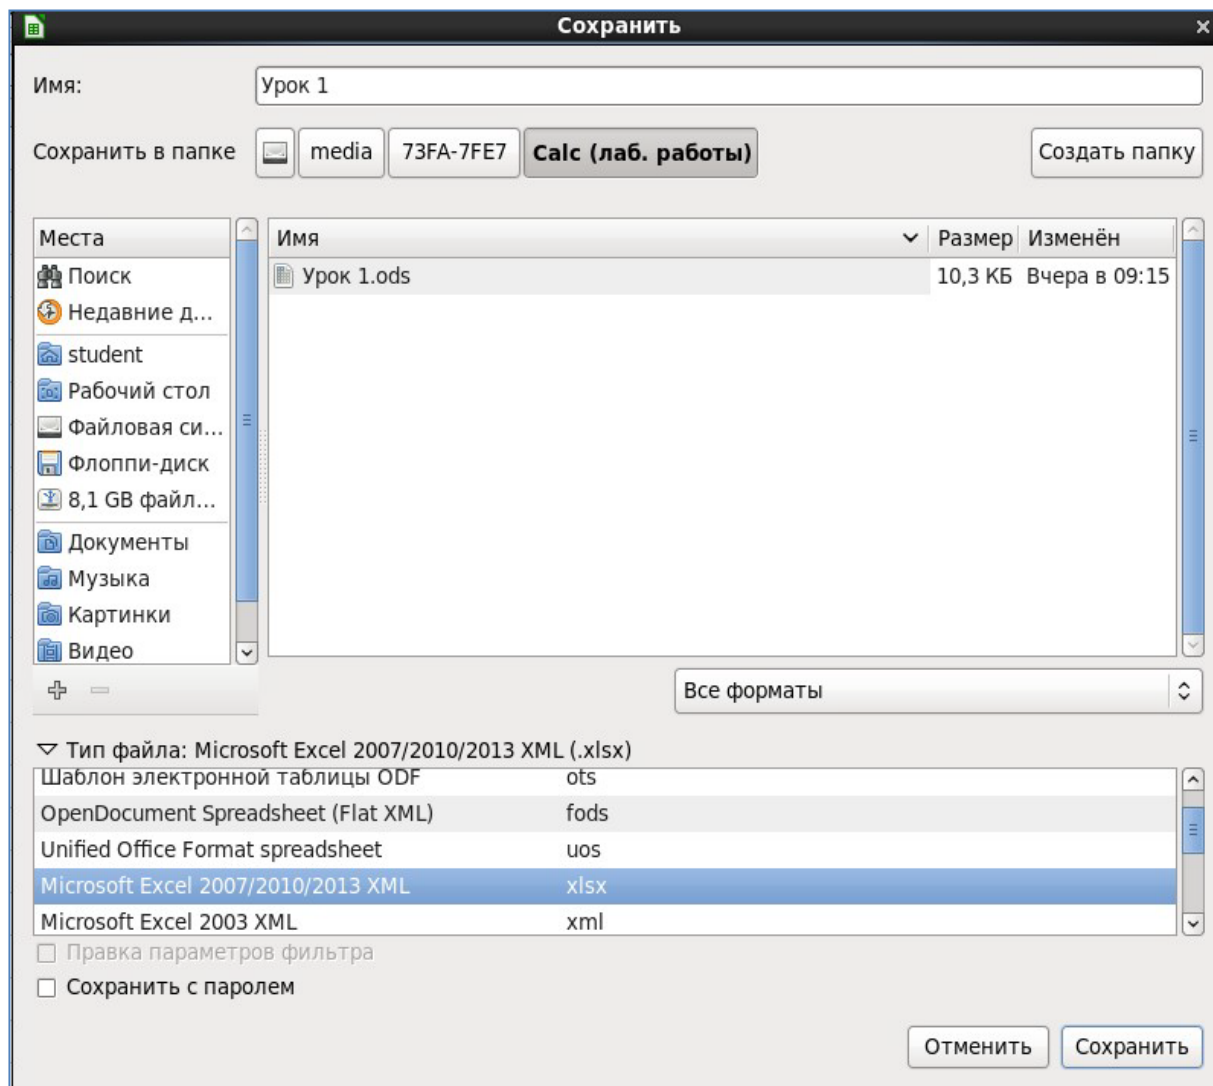 Сохранить
Имя: Урок 1
Сохранить в папке media 73FA-7FE7 Calc (лаб. работы) Создать папку
Места
Поиск
Недавние д...
student
Рабочий стол
Файловая си...
Флоппи-диск
8,1 GB файл...
Документы
Музыка
Картинки
Видео
Имя Размер Изменён
Урок 1.ods 10,3 КБ Вчера в 09:15
Все форматы
Тип файла: Microsoft Excel 2007/2010/2013 XML (.xlsx)
Шаблон электронной таблицы ODF ots
OpenDocument Spreadsheet (Flat XML) fods
Unified Office Format spreadsheet uos
Microsoft Excel 2007/2010/2013 XML xlsx
Microsoft Excel 2003 XML xml
Правка параметров фильтра
Сохранить с паролем
Отменить Сохранить